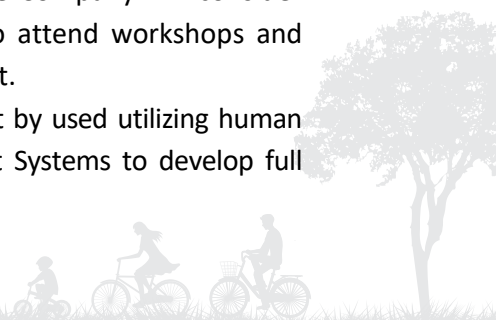 o attend workshops and
t.
t by used utilizing human
t Systems to develop full